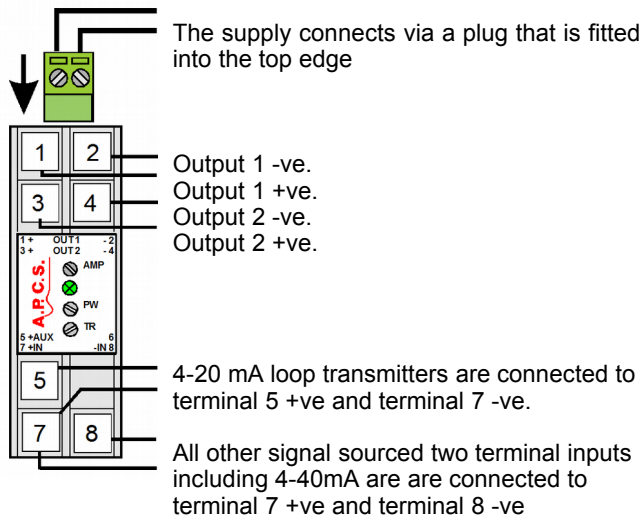 The supply connects via a plug that is fitted
into the top edge
1 2
Output 1 -ve.
Output 1 +ve.
3 4
Output 2 -ve.
Output 2 +ve.
1 + OUT1 - 2
3 + OUT2 - 4
A.P.C.S.
AMP
PW
TR
5 +AUX 6
7 +IN -IN 8
5
4-20 mA loop transmitters are connected to
terminal 5 +ve and terminal 7 -ve.
7 8
All other signal sourced two terminal inputs
including 4-40mA are are connected to
terminal 7 +ve and terminal 8 -ve